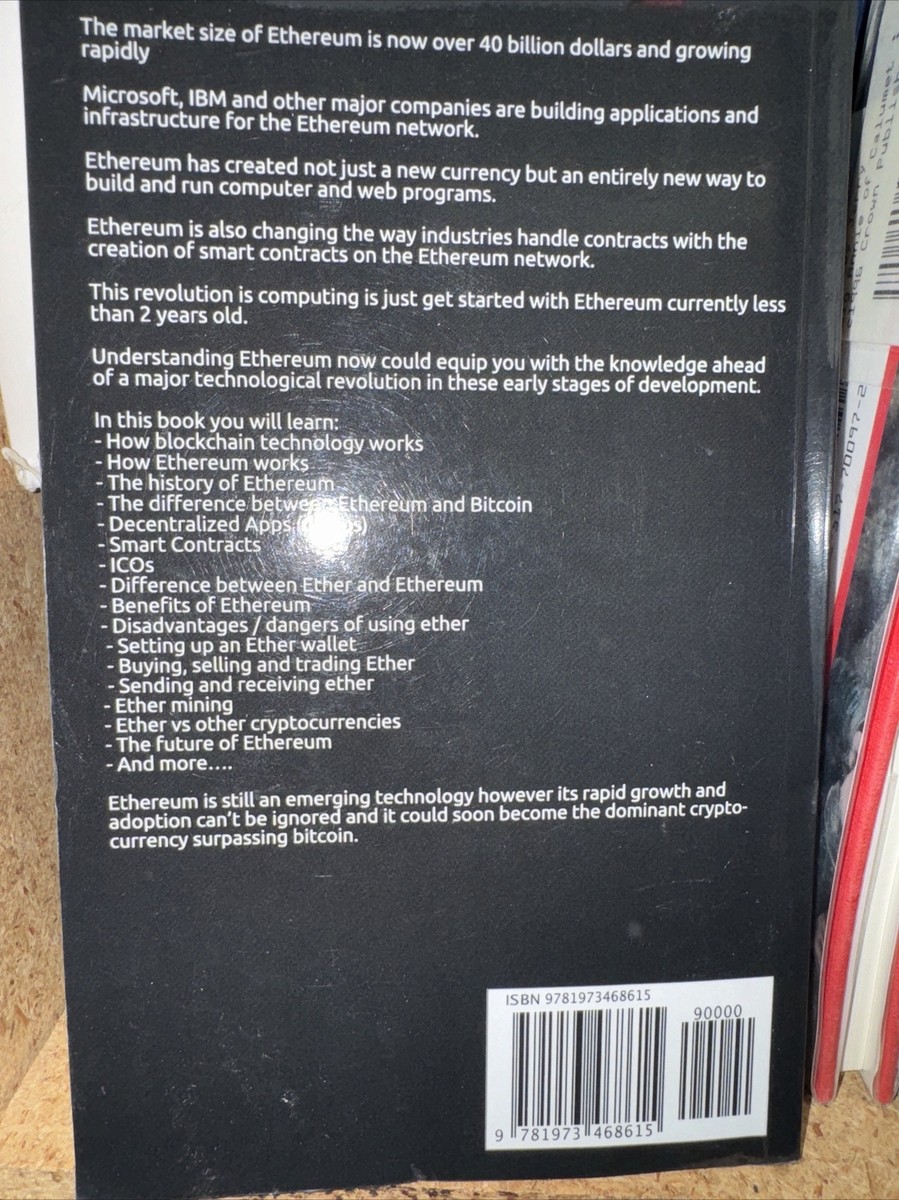 The market size of Ethereum is now over 40 billion dollars and growing
rapidly
Microsoft, IBM and other major companies are building applications and
infrastructure for the Ethereum network.
Ethereum has created not just a new currency but an entirely new way to
build and run computer and web programs.
Ethereum is also changing the way industries handle contracts with the
creation of smart contracts on the Ethereum network.
This revolution is computing is just get started with Ethereum currently less
than 2 years old.
Understanding Ethereum now could equip you with the knowledge ahead
of a major technological revolution in these early stages of development.
In this book you will learn:
- How blockchain technology works
- How Ethereum works
- The history of Ethereum
- The difference between Ethereum and Bitcoin
- Decentralized Apps
- Smart Contracts
- ICOs
- Difference between Ether and Ethereum
- Benefits of Ethereum
- Disadvantages / dangers of using ether
- Setting up an Ether wallet
- Buying, selling and trading Ether
- Sending and receiving ether
- Ether mining
- Ether vs other cryptocurrencies
- The future of Ethereum
- And more....
Ethereum is still an emerging technology however its rapid growth and
adoption can't be ignored and it could soon become the dominant crypto-
currency surpassing bitcoin.
ISBN 9781973468615
90000
9 781973 468615
of Calumet
Crown Publish
70097-2